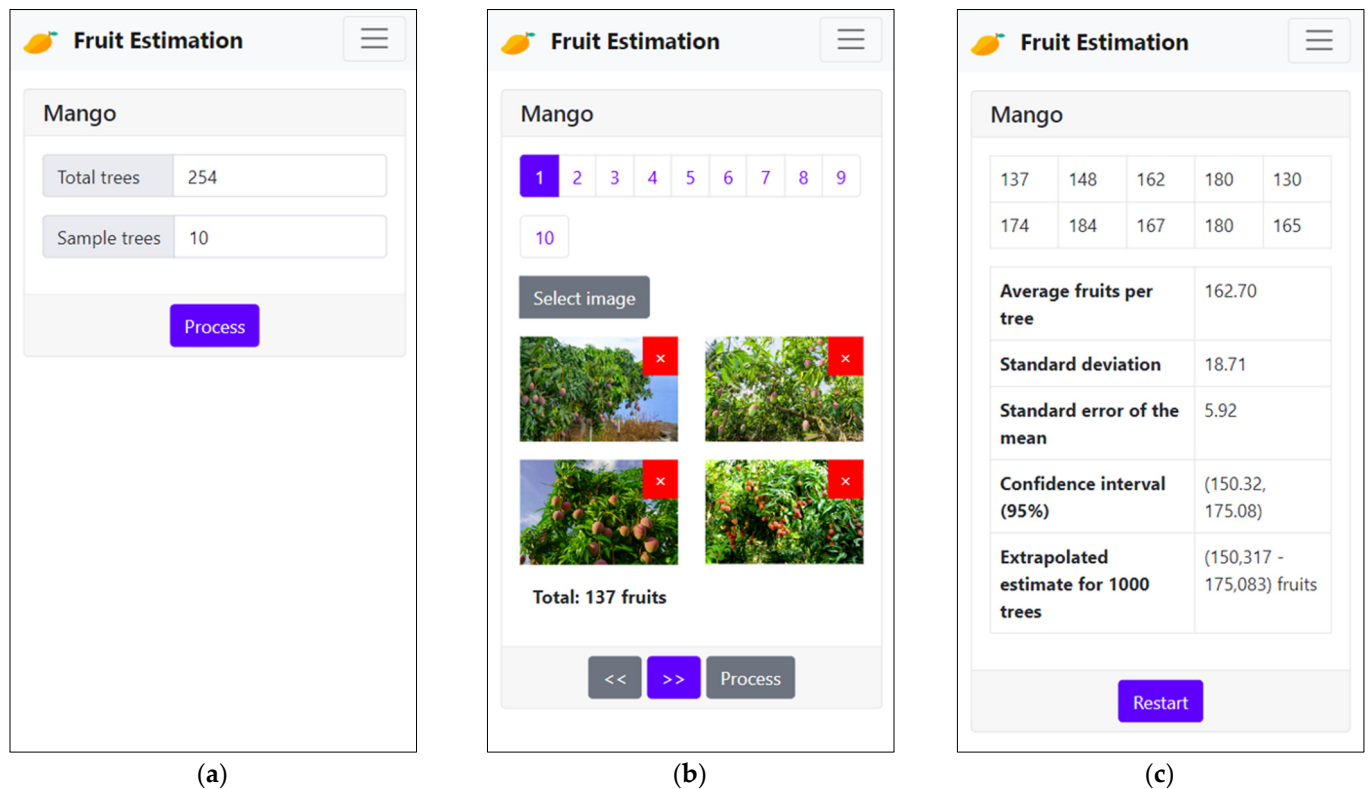 Fruit Estimation
Mango
Total trees 254
Sample trees 10
Process
(a)
Fruit Estimation
Mango
1 2 3 4 5 6 7 8 9
10
Select image
× ×
× ×
Total: 137 fruits
<< >> Process
(b)
Fruit Estimation
Mango
137 148 162 180 130
174 184 167 180 165
Average fruits per 162.70
tree
Standard deviation 18.71
Standard error of the 5.92
mean
Confidence interval (150.32,
(95%) 175.08)
Extrapolated (150,317 -
estimate for 1000 175,083) fruits
trees
Restart
(c)